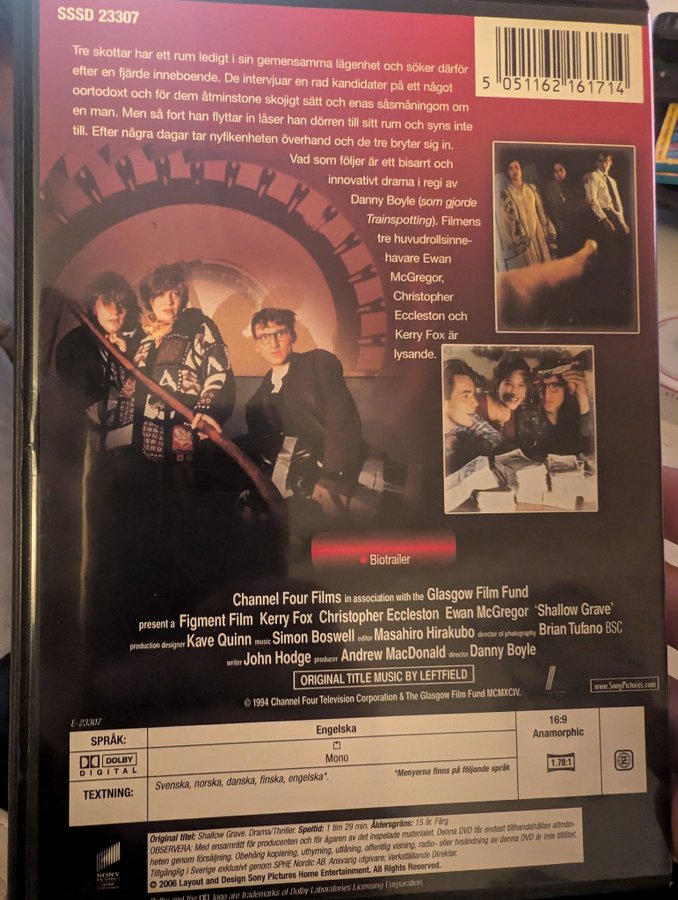 SSSD 23307
Tre skottar har ett rum ledigt i sin gemensamma lägenhet och söker därför
efter en fjärde inneboende. De intervjuar en rad kandidater på ett något
oortodoxt och för dem åtminstone skojigt sätt och enas såsmåningom om
en man. Men så fort han flyttar in låser han dörren till sitt rum och syns inte
till. Efter några dagar tar nyfikenheten överhand och de tre bryter sig in.
Vad som följer är ett bisarrt och
innovativt drama i regi av
Danny Boyle (som gjorde
Trainspotting). Filmens
tre huvudrollsinne-
havare Ewan
McGregor,
Christopher
Eccleston och
Kerry Fox är
lysande.
5 051162 161714
Biotrailer
Channel Four Films in association with the Glasgow Film Fund
present a Figment Film Kerry Fox Christopher Eccleston Ewan McGregor 'Shallow Grave'
production designer Kave Quinn music Simon Boswell editor Masahiro Hirakubo director of photography Brian Tufano BSC
writer John Hodge producer Andrew MacDonald director Danny Boyle
ORIGINAL TITLE MUSIC BY LEFTFIELD
www.SonyPictures.com
© 1994 Channel Four Television Corporation & The Glasgow Film Fund MCMXCIV.
E-23307
SPRÅK:
Engelska
DOLBY
DIGITAL
Mono
TEXTNING:
Svenska, norska, danska, finska, engelska*.
*Menyerna finns på följande språk
16:9
Anamorphic
1.78:1
2
Original titel: Shallow Grave. Drama/Thriller. Speltid: 1 tim 29 min. Åldersgräns: 15 år. Färg
OBSERVERA: Med ensamrätt för producenten och för ägaren av det inspelade materialet. Denna DVD får endast tillhandahållas allmän-
heten genom försäljning. Obehörig kopiering, uthyrning, utlåning, offentlig visning, radio- eller tvsändning av denna DVD är inte tillåtet.
Tillgänglig i Sverige exklusivt genom SPHE Nordic AB. Ansvarig utgivare: Verkställande Direktör.
© 2006 Layout and Design Sony Pictures Home Entertainment. All Rights Reserved.
SONY
logo are trademarks of Dolby Laboratories Licensing Corporation.